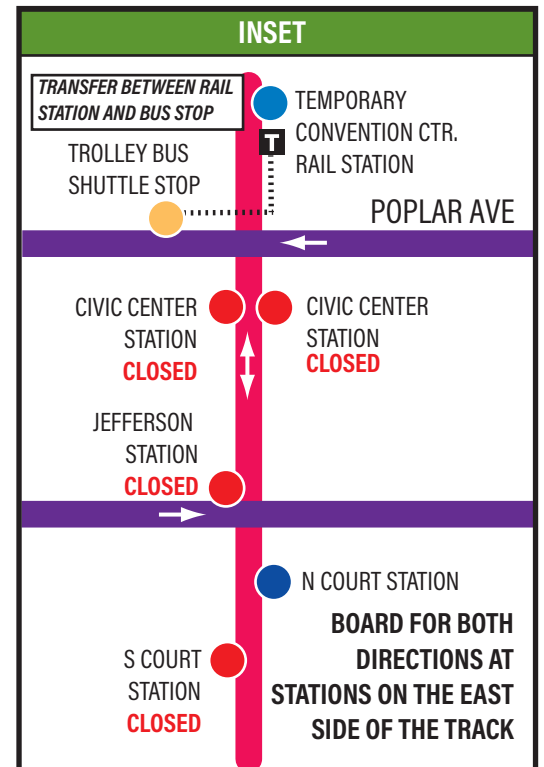 INSET
TRANSFER BETWEEN RAIL
STATION AND BUS STOP
TEMPORARY
CONVENTION CTR.
RAIL STATION
T
TROLLEY BUS
SHUTTLE STOP
POPLAR AVE
CIVIC CENTER
STATION
CLOSED
CIVIC CENTER
STATION
CLOSED
JEFFERSON
STATION
CLOSED
N COURT STATION
BOARD FOR BOTH
DIRECTIONS AT
STATIONS ON THE EAST
SIDE OF THE TRACK
S COURT
STATION
CLOSED